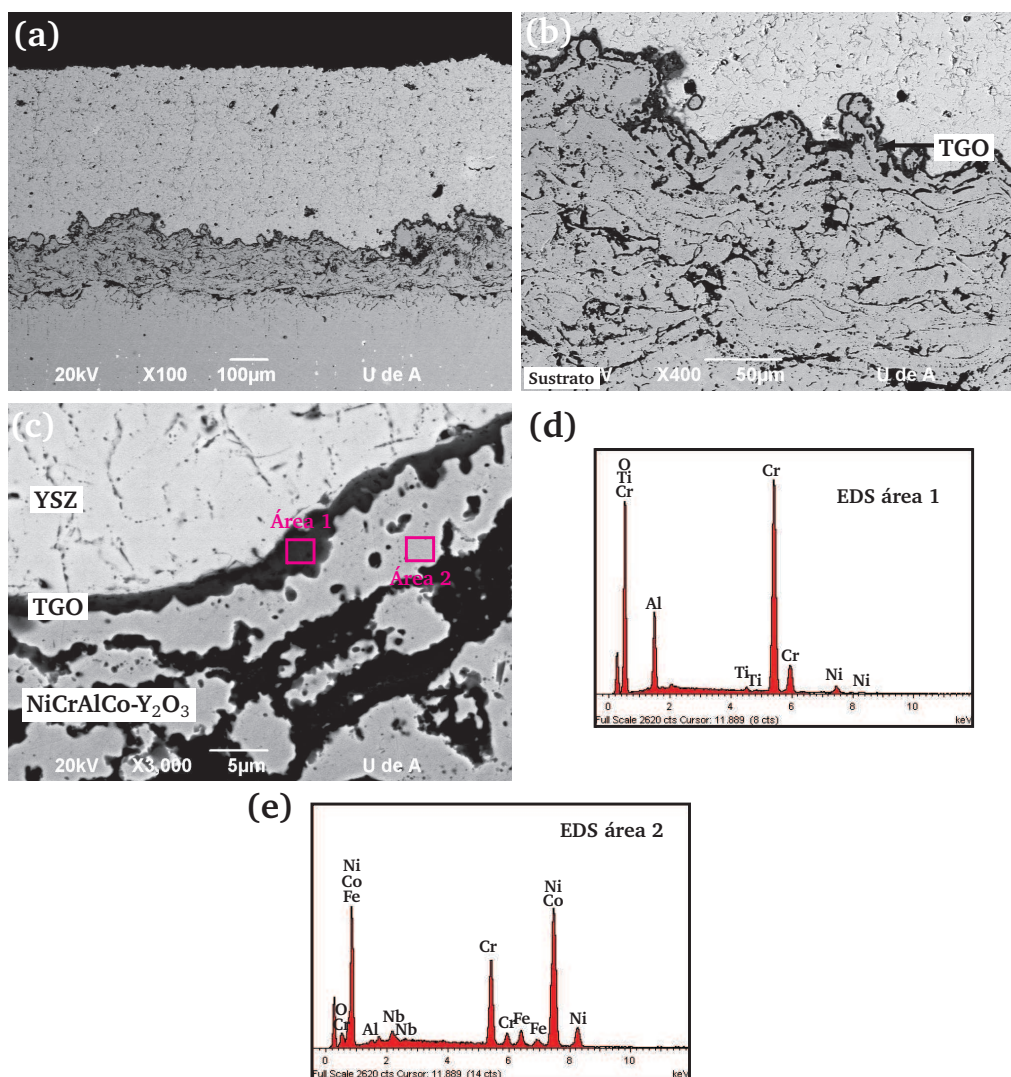 (a)
20kV X100 100µm U de A
(b)
TGO
Sustrato
V X400 50µm U de A
(c)
YSZ
Área 1
Área 2
TGO
NiCrAlCo-Y₂O₃
20kV X3,000 5µm U de A
(d)
EDS área 1
O
Ti
Cr
Al
Cr
Ti
Ti
Cr
Ni
Ni
2 4 6 8 10
Full Scale 2620 cts Cursor: 11.889 (8 cts) keV
(e)
EDS área 2
Ni
Co
Fe
O
Cr
Al
Nb
Nb
Cr
Cr
Fe
Fe
Ni
Co
Ni
0 2 4 6 8 10
Full Scale 2620 cts Cursor: 11.889 (14 cts) keV